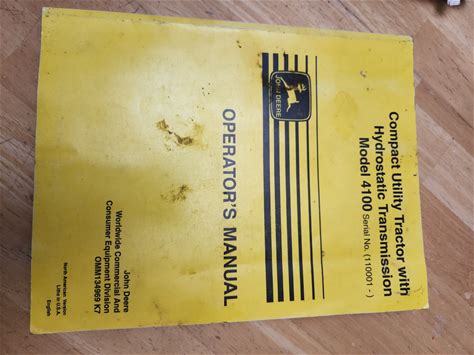 Compact Utility Tractor with
Hydrostatic Transmission
Model 4100 Serial No. (110001 - )
JOHN DEERE
OPERATOR'S MANUAL
John Deere
Worldwide Commercial And
Consumer Equipment Division
OMM134969 K7
North American Version
Litho in U.S.A.
English